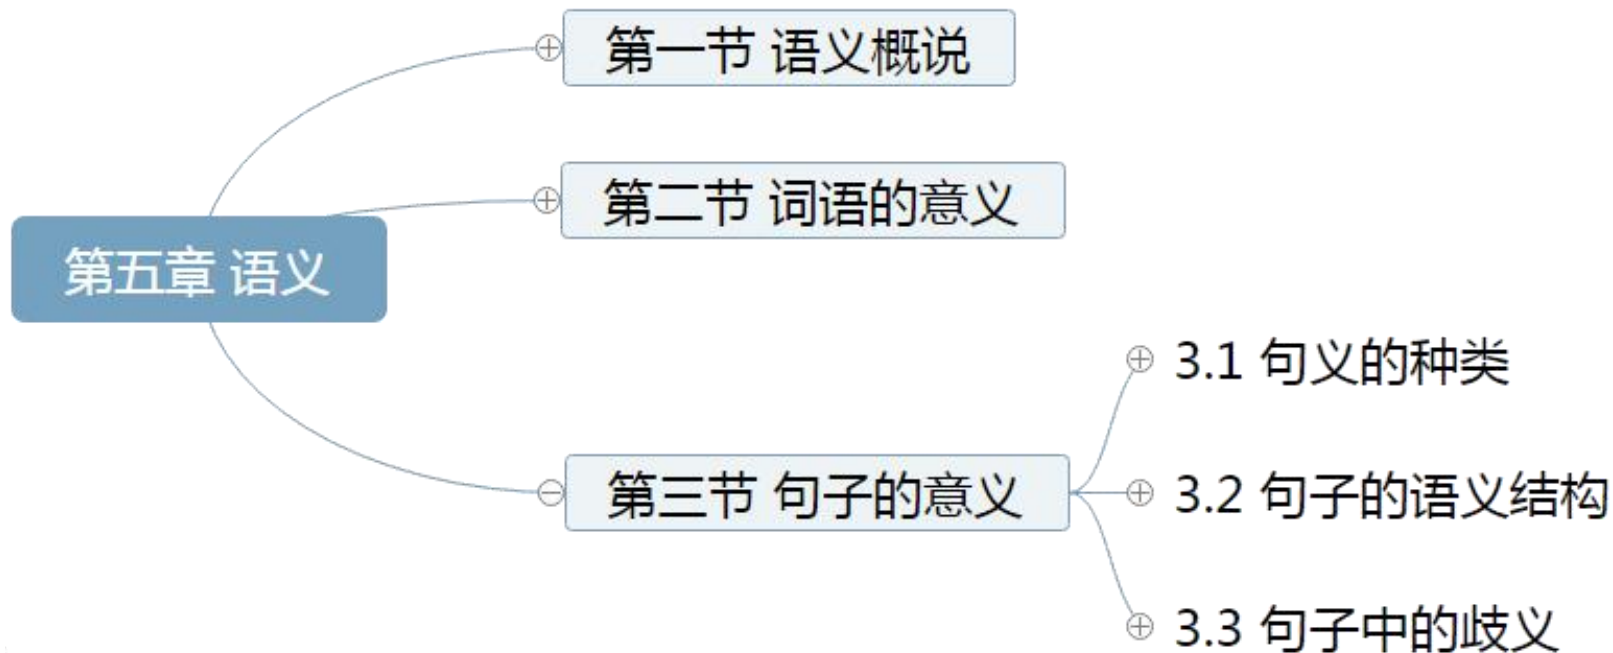 第一节 语义概说
第二节 词语的意义
第五章 语义
3.1 句义的种类
第三节 句子的意义
3.2 句子的语义结构
3.3 句子中的歧义